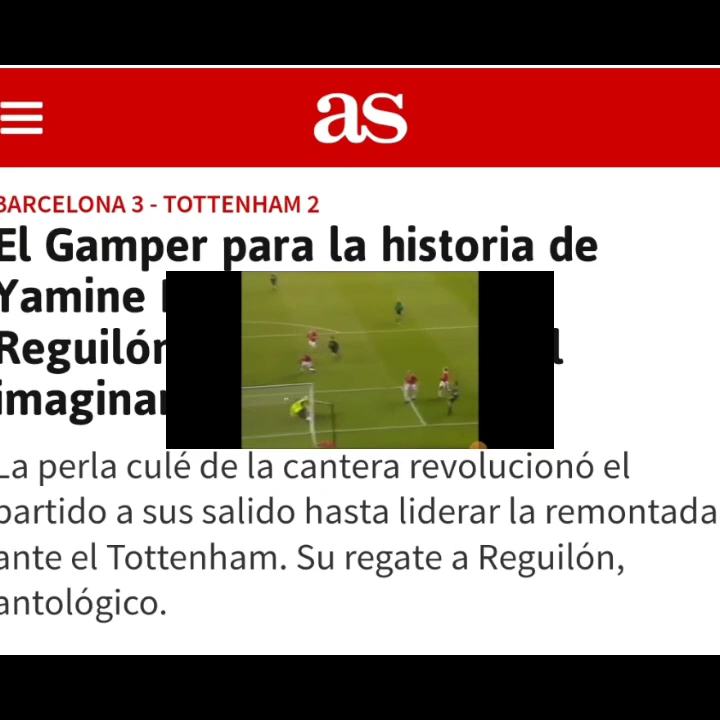 as
BARCELONA 3 - TOTTENHAM 2
El Gamper para la historia de
Yamine
Reguilón
La perla culé de la cantera revolucionó el
partido a sus salido hasta liderar la remontada
ante el Tottenham. Su regate a Reguilón,
antológico.